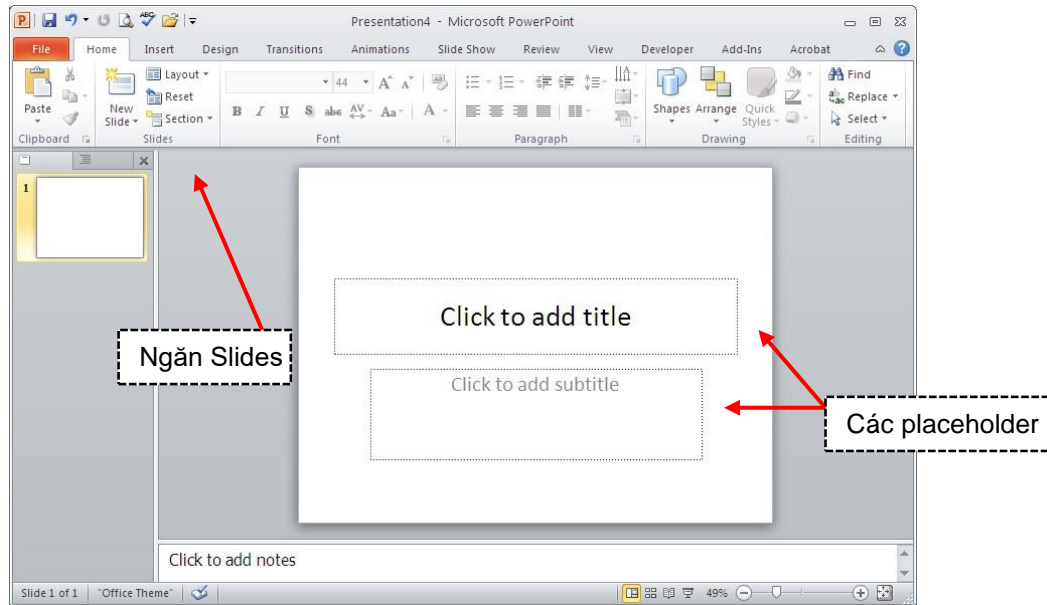 Presentation4 - Microsoft PowerPoint
File Home Insert Design Transitions Animations Slide Show Review View Developer Add-Ins Acrobat
Paste
New Slide
Layout
Reset
Section
44
B I U S abc AV Aa A
Shapes Arrange Quick Styles
Find
Replace
Select
Clipboard Slides Font Paragraph Drawing Editing
1
Click to add title
Click to add subtitle
Ngăn Slides
Các placeholder
Click to add notes
Slide 1 of 1 "Office Theme" 49%